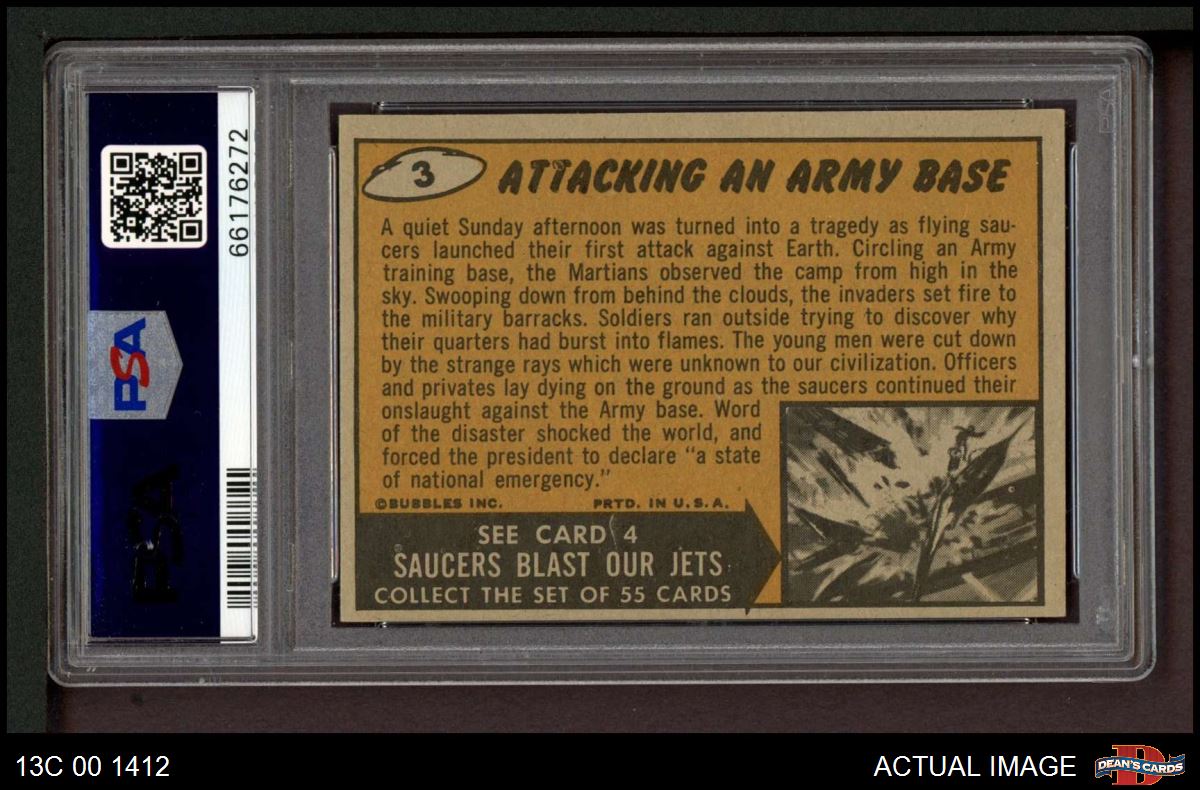 66176272
PSA
PSA
3
ATTACKING AN ARMY BASE
A quiet Sunday afternoon was turned into a tragedy as flying sau-
cers launched their first attack against Earth. Circling an Army
training base, the Martians observed the camp from high in the
sky. Swooping down from behind the clouds, the invaders set fire to
the military barracks. Soldiers ran outside trying to discover why
their quarters had burst into flames. The young men were cut down
by the strange rays which were unknown to our civilization. Officers
and privates lay dying on the ground as the saucers continued their
onslaught against the Army base. Word
of the disaster shocked the world, and
forced the president to declare "a state
of national emergency."
©BUBBLES INC. PRTD. IN U.S.A.
SEE CARD 4
SAUCERS BLAST OUR JETS
COLLECT THE SET OF 55 CARDS
PSA
13C 00 1412
ACTUAL IMAGE
DEAN'S CARDS